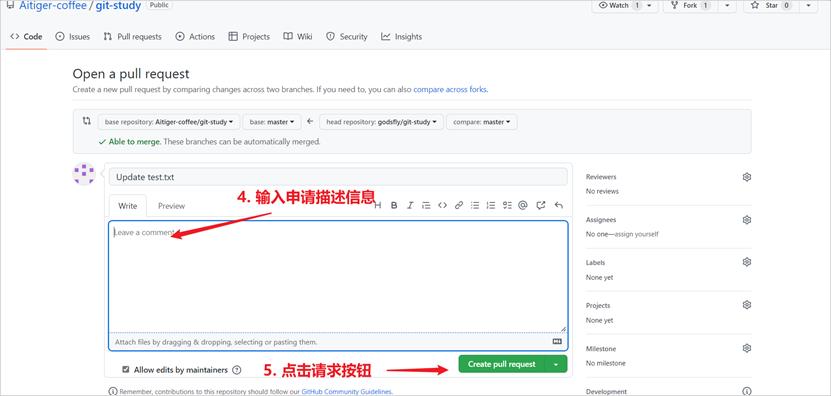 Aitiger-coffee / git-study Public
Watch 1 Fork 1 Star 0
Code Issues Pull requests Actions Projects Wiki Security Insights
Open a pull request
Create a new pull request by comparing changes across two branches. If you need to, you can also compare across forks.
base repository: Aitiger-coffee/git-study base: master head repository: godsfly/git-study compare: master
Able to merge. These branches can be automatically merged.
Update test.txt
Write Preview
4. 输入申请描述信息
Leave a comment
Attach files by dragging & dropping, selecting or pasting them.
Allow edits by maintainers
5. 点击请求按钮
Create pull request
Remember, contributions to this repository should follow our GitHub Community Guidelines.
Reviewers
No reviews
Assignees
No one—assign yourself
Labels
None yet
Projects
None yet
Milestone
No milestone
Development